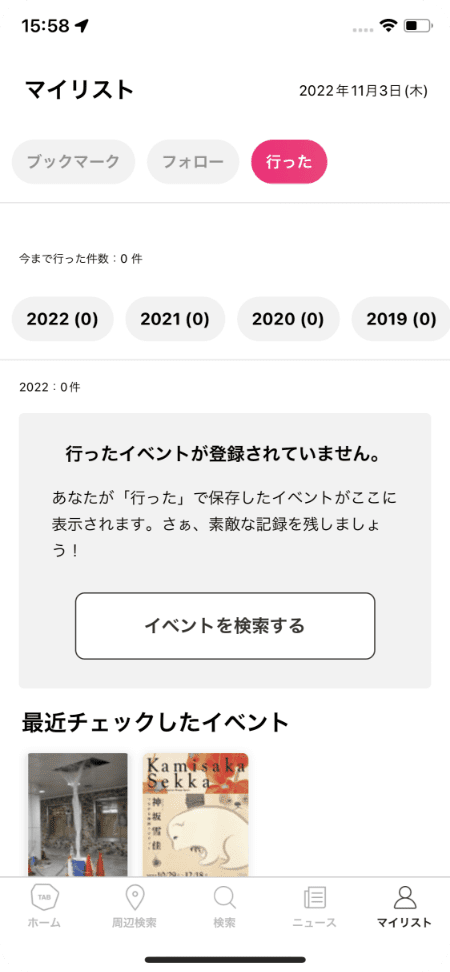 15:58
マイリスト
2022年11月3日(木)
ブックマーク フォロー 行った
今まで行った件数：0 件
2022 (0) 2021 (0) 2020 (0) 2019 (0)
2022：0件
行ったイベントが登録されていません。
あなたが「行った」で保存したイベントがここに
表示されます。さぁ、素敵な記録を残しましょ
う！
イベントを検索する
最近チェックしたイベント
Kamisaka
Sekka
神坂雪佳
10/29 12/18
TAB
ホーム 周辺検索 検索 ニュース マイリスト